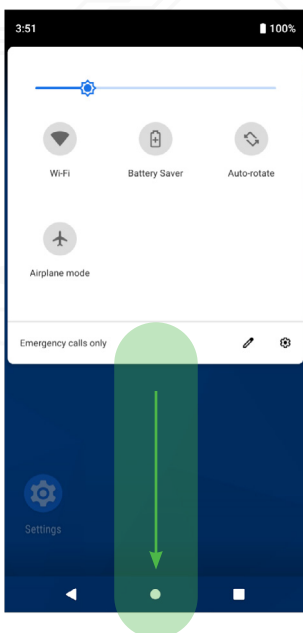 3:51 100%
Wi-Fi Battery Saver Auto-rotate
Airplane mode
Emergency calls only
Settings